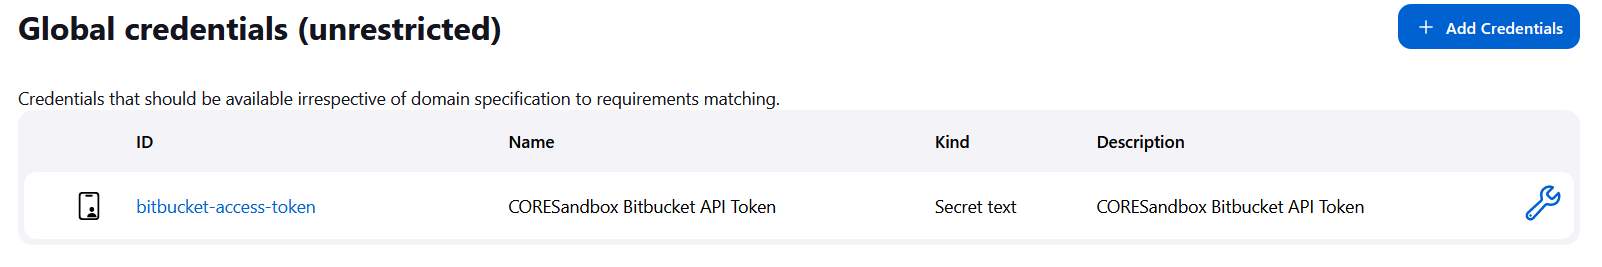 Global credentials (unrestricted)
+ Add Credentials
Credentials that should be available irrespective of domain specification to requirements matching.
ID Name Kind Description
bitbucket-access-token CORESandbox Bitbucket API Token Secret text CORESandbox Bitbucket API Token